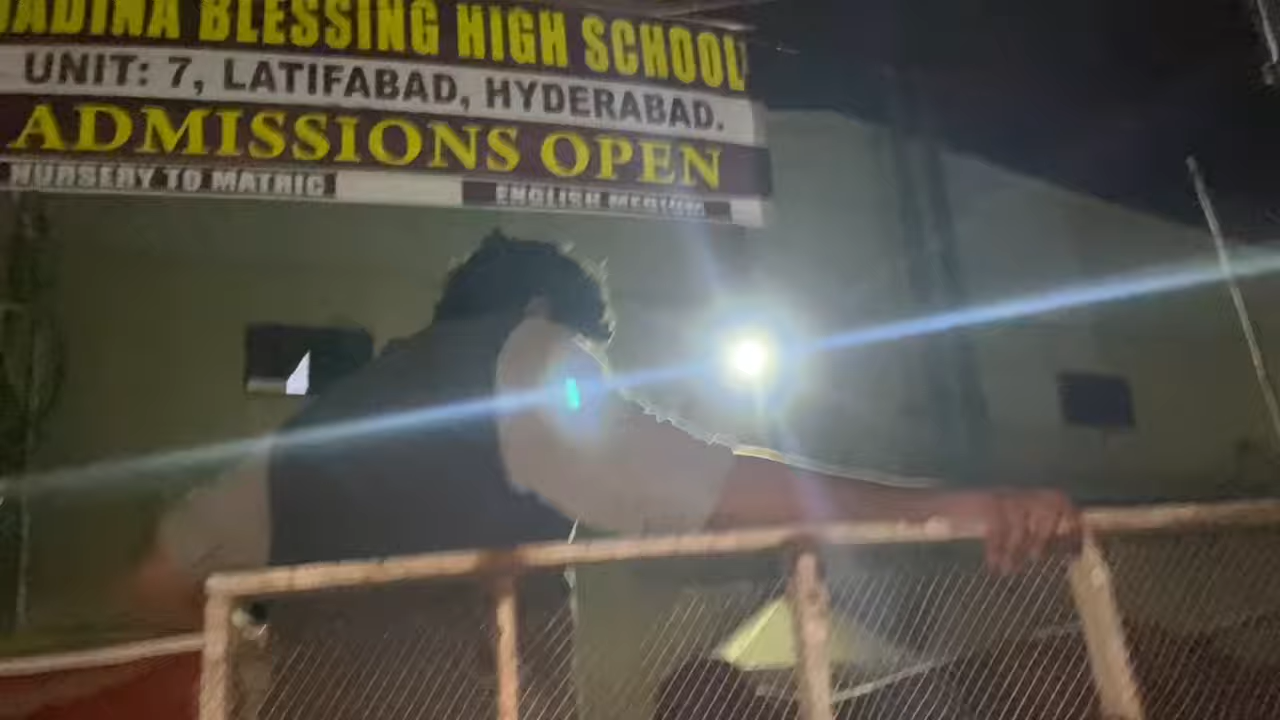 BLESSING HIGH SCHOOL
UNIT: 7, LATIFABAD, HYDERABAD.
ADMISSIONS OPEN
NURSERY TO MATRIC
ENGLISH MEDIUM